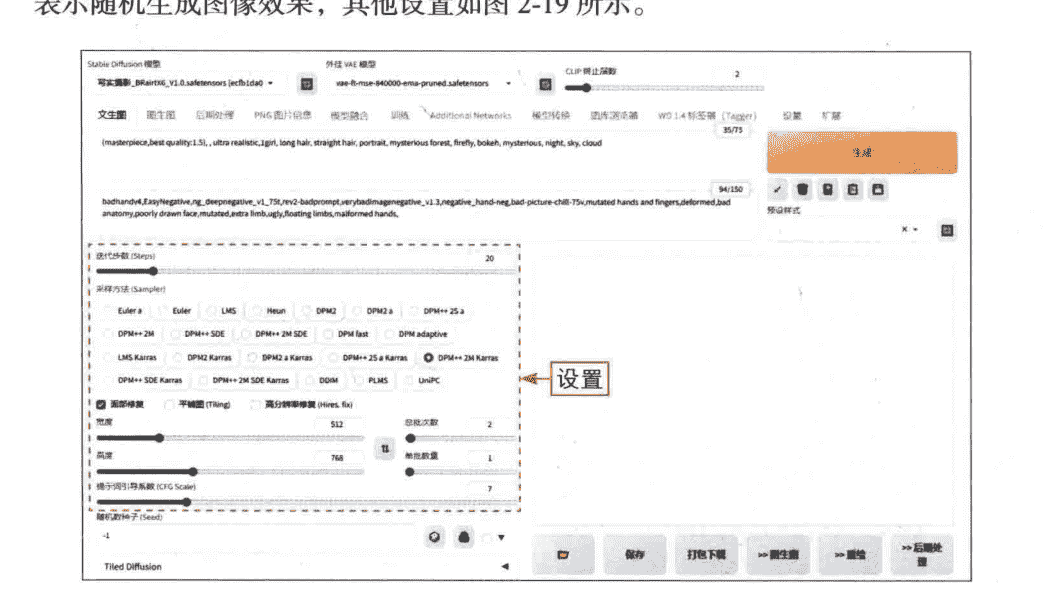 表示随机生成图像效果，其他设置如图 2-19 所示。
Stable Diffusion 模型 外挂 VAE 模型 CLIP 终止层数 2
写实摄影_BRairtX6_V1.0.safetensors [ecfb1da0 vae-ft-mse-840000-ema-pruned.safetensors
文生图 图生图 后期处理 PNG 图片信息 模型融合 训练 Additional Networks 模型转换 图库浏览器 WD 1.4 标签器 (Tagger) 设置 扩展
35/75
(masterpiece,best quality:1.5), , ultra realistic,1girl, long hair, straight hair, portrait, mysterious forest, firefly, bokeh, mysterious, night, sky, cloud
生成
94/150
badhandv4,EasyNegative,ng_deepnegative_v1_75t,rev2-badprompt,verybadimagenegative_v1.3,negative_hand-neg,bad-picture-chill-75v,mutated hands and fingers,deformed,bad
anatomy,poorly drawn face,mutated,extra limb,ugly,floating limbs,malformed hands,
预设样式
迭代步数 (Steps) 20
采样方法 (Sampler)
Euler a Euler LMS Heun DPM2 DPM2 a DPM++ 2S a
DPM++ 2M DPM++ SDE DPM++ 2M SDE DPM fast DPM adaptive
LMS Karras DPM2 Karras DPM2 a Karras DPM++ 2S a Karras DPM++ 2M Karras
DPM++ SDE Karras DPM++ 2M SDE Karras DDIM PLMS UniPC
设置
面部修复 平铺图 (Tiling) 高分辨率修复 (Hires. fix)
宽度 512 总批次数 2
高度 768 单批数量 1
提示词引导系数 (CFG Scale) 7
随机数种子 (Seed)
-1
保存 打包下载 >> 图生图 >> 重绘 >> 后期处
理
Tiled Diffusion